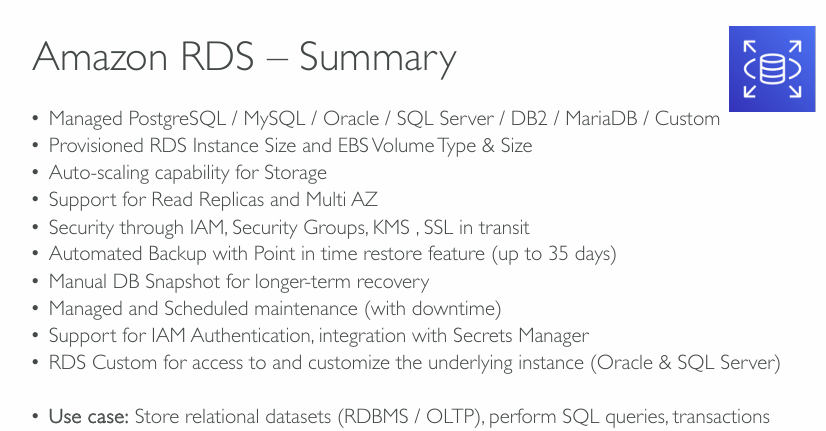 Amazon RDS – Summary
• Managed PostgreSQL / MySQL / Oracle / SQL Server / DB2 / MariaDB / Custom
• Provisioned RDS Instance Size and EBS Volume Type & Size
• Auto-scaling capability for Storage
• Support for Read Replicas and Multi AZ
• Security through IAM, Security Groups, KMS , SSL in transit
• Automated Backup with Point in time restore feature (up to 35 days)
• Manual DB Snapshot for longer-term recovery
• Managed and Scheduled maintenance (with downtime)
• Support for IAM Authentication, integration with Secrets Manager
• RDS Custom for access to and customize the underlying instance (Oracle & SQL Server)
• Use case: Store relational datasets (RDBMS / OLTP), perform SQL queries, transactions